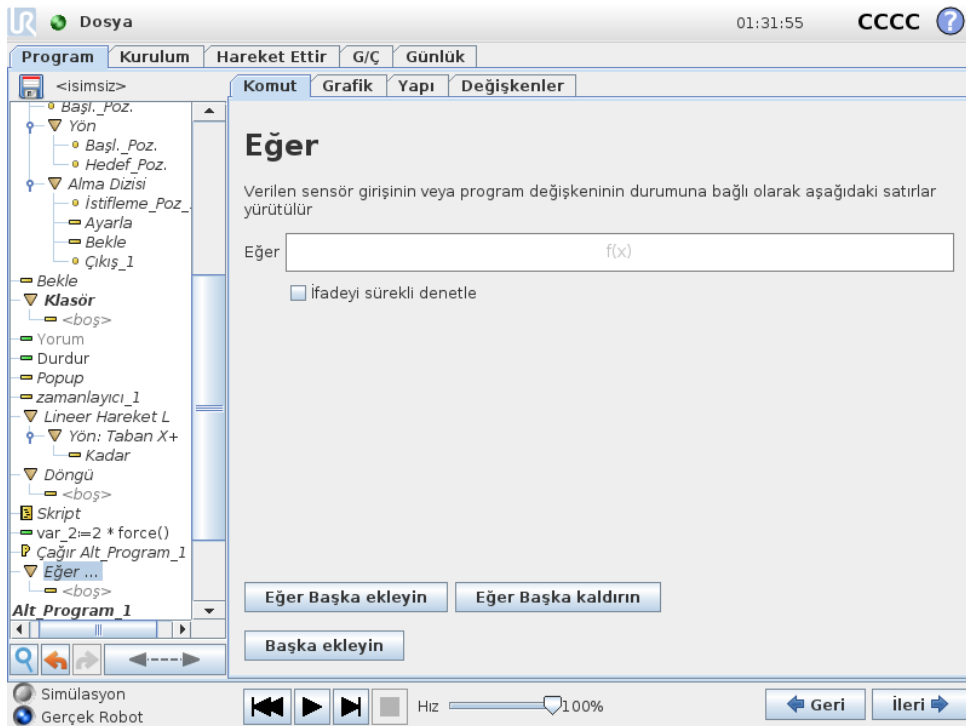 UR Dosya 01:31:55 CCCC ?
Program Kurulum Hareket Ettir G/Ç Günlük
<isimsiz>
Komut Grafik Yapı Değişkenler
Başl._Poz.
Yön
Başl._Poz.
Hedef_Poz.
Alma Dizisi
İstifleme_Poz_
Ayarla
Bekle
Çıkış_1
Bekle
Klasör
<boş>
Yorum
Durdur
Popup
zamanlayıcı_1
Lineer Hareket L
Yön: Taban X+
Kadar
Döngü
<boş>
Skript
var_2:=2 * force()
P Çağır Alt_Program_1
Eğer ...
<boş>
Alt_Program_1
Eğer
Verilen sensör girişinin veya program değişkeninin durumuna bağlı olarak aşağıdaki satırlar
yürütülür
Eğer f(x)
İfadeyi sürekli denetle
Eğer Başka ekleyin Eğer Başka kaldırın
Başka ekleyin
Simülasyon
Gerçek Robot
Hız 100%
Geri İleri